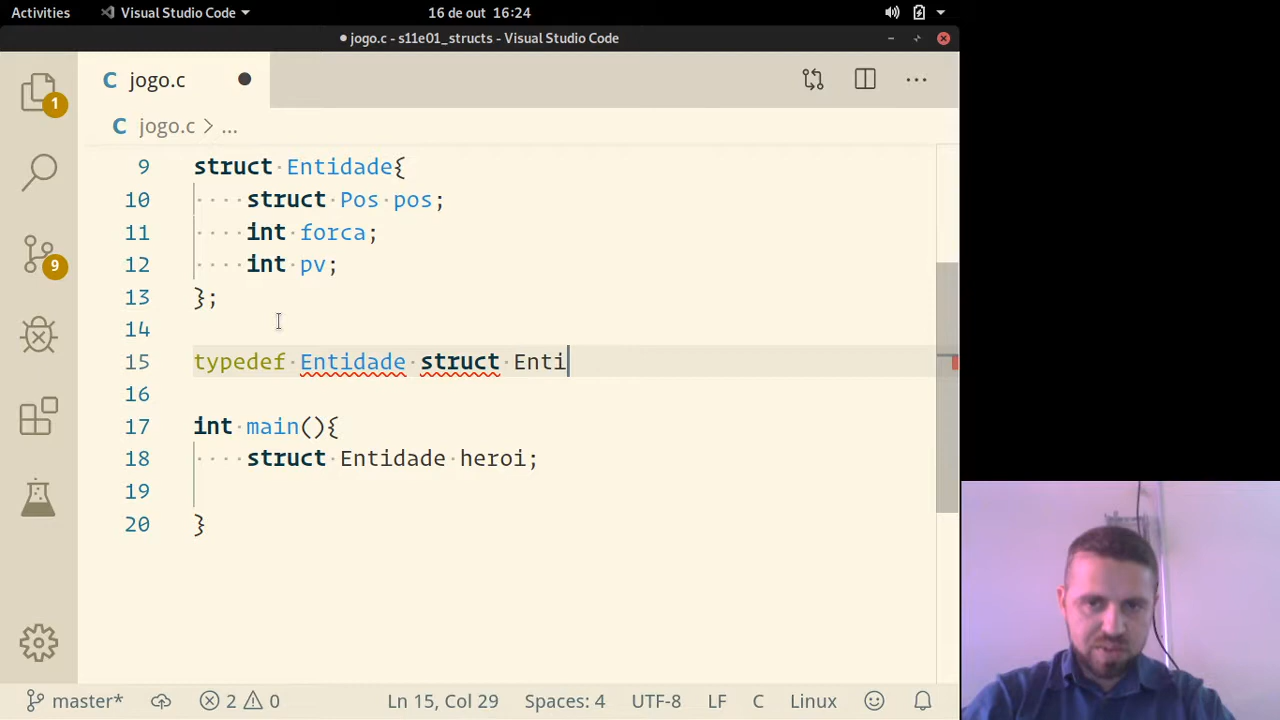 Activities Visual Studio Code 16 de out 16:24
● jogo.c - s11e01_structs - Visual Studio Code
1
C jogo.c ●
C jogo.c > ...
9 struct Entidade{
10 struct Pos pos;
11 int forca;
12 int pv;
13 };
14
15 typedef Entidade struct Enti
16
17 int main(){
18 struct Entidade heroi;
19
20 }
9
master* 2 0 Ln 15, Col 29 Spaces: 4 UTF-8 LF C Linux